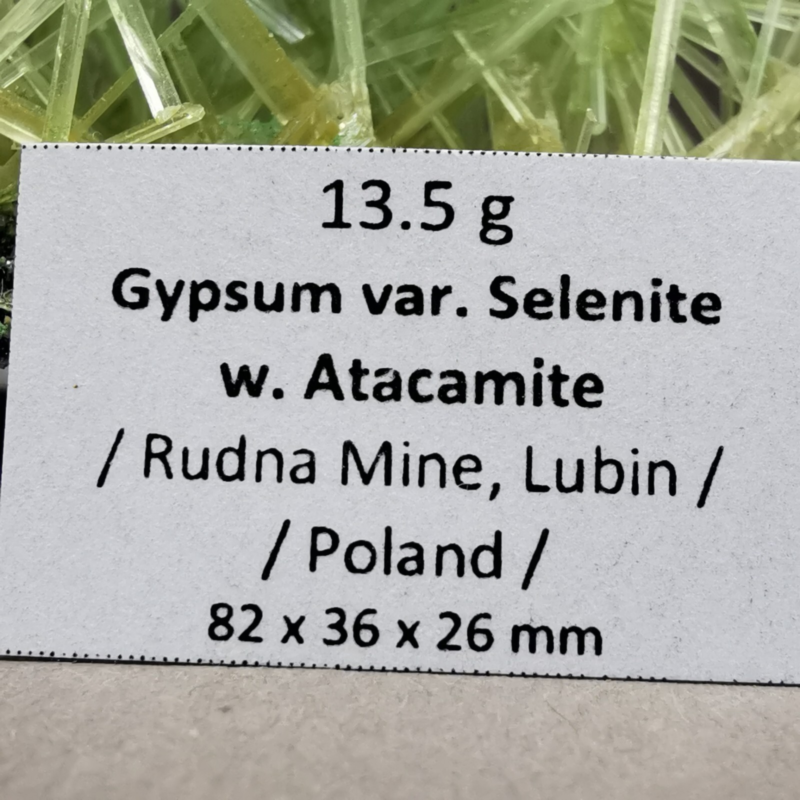 13.5 g
Gypsum var. Selenite
w. Atacamite
/ Rudna Mine, Lubin /
/ Poland /
82 x 36 x 26 mm